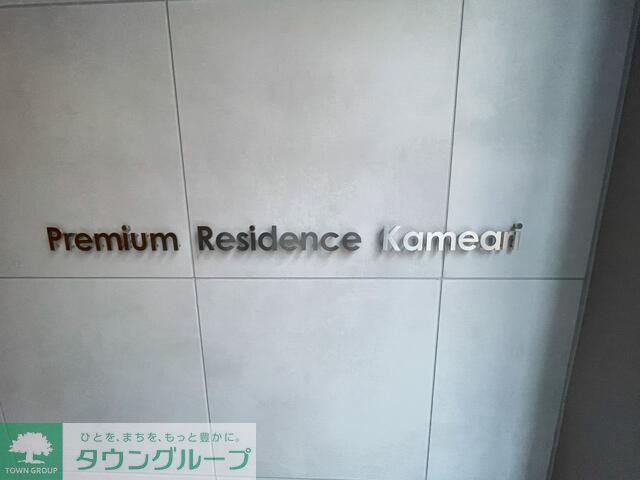 Premium Residence Kameari
ひとを、まちを、もっと豊かに。
タウングループ
TOWN GROUP